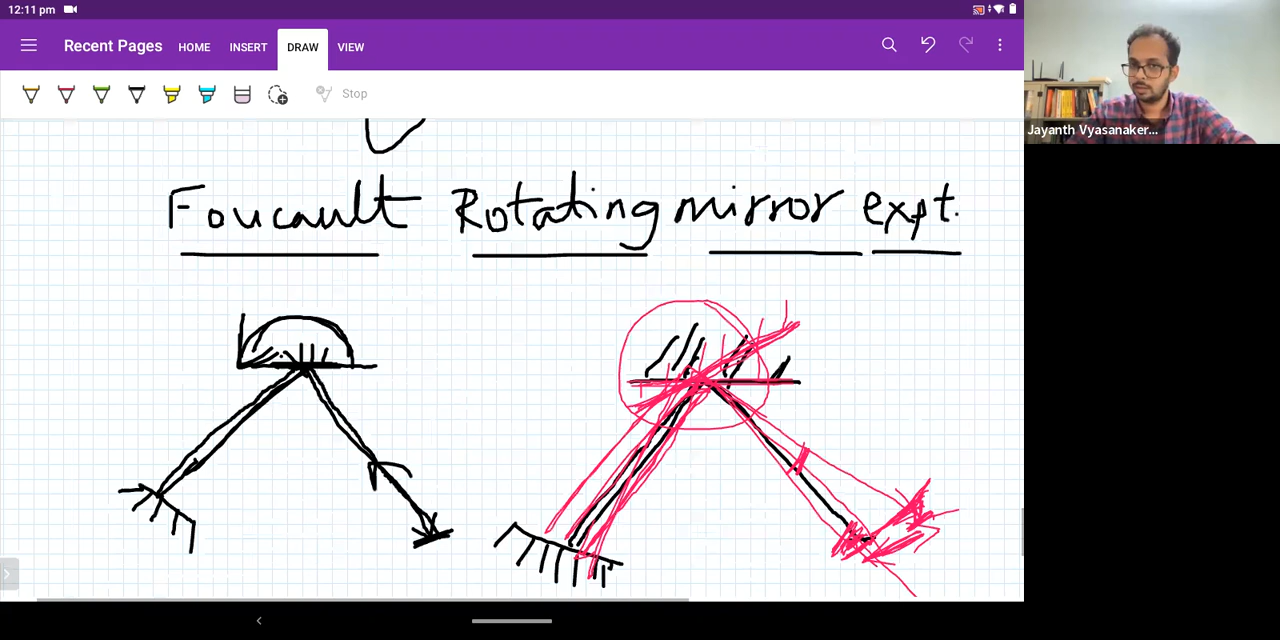 12:11 pm
Recent Pages HOME INSERT DRAW VIEW
Stop
Jayanth Vyasanaker...
Foucault Rotating mirror expt.